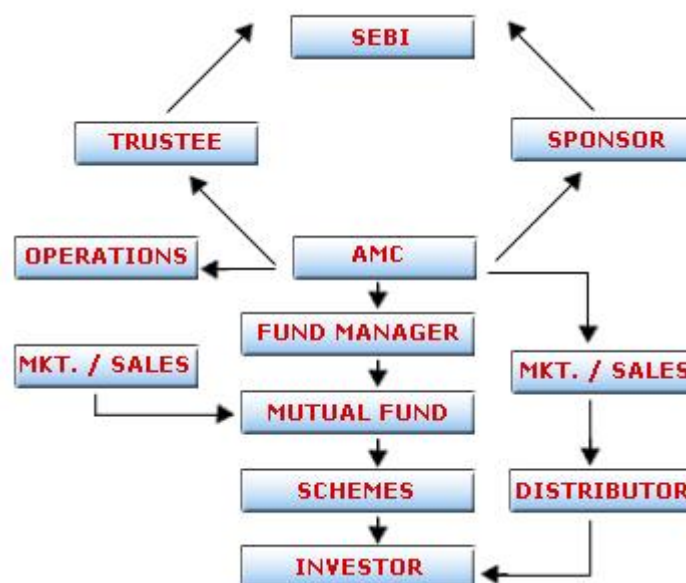 SEBI
TRUSTEE
SPONSOR
OPERATIONS
AMC
FUND MANAGER
MKT. / SALES
MKT. / SALES
MUTUAL FUND
SCHEMES
DISTRIBUTOR
INVESTOR